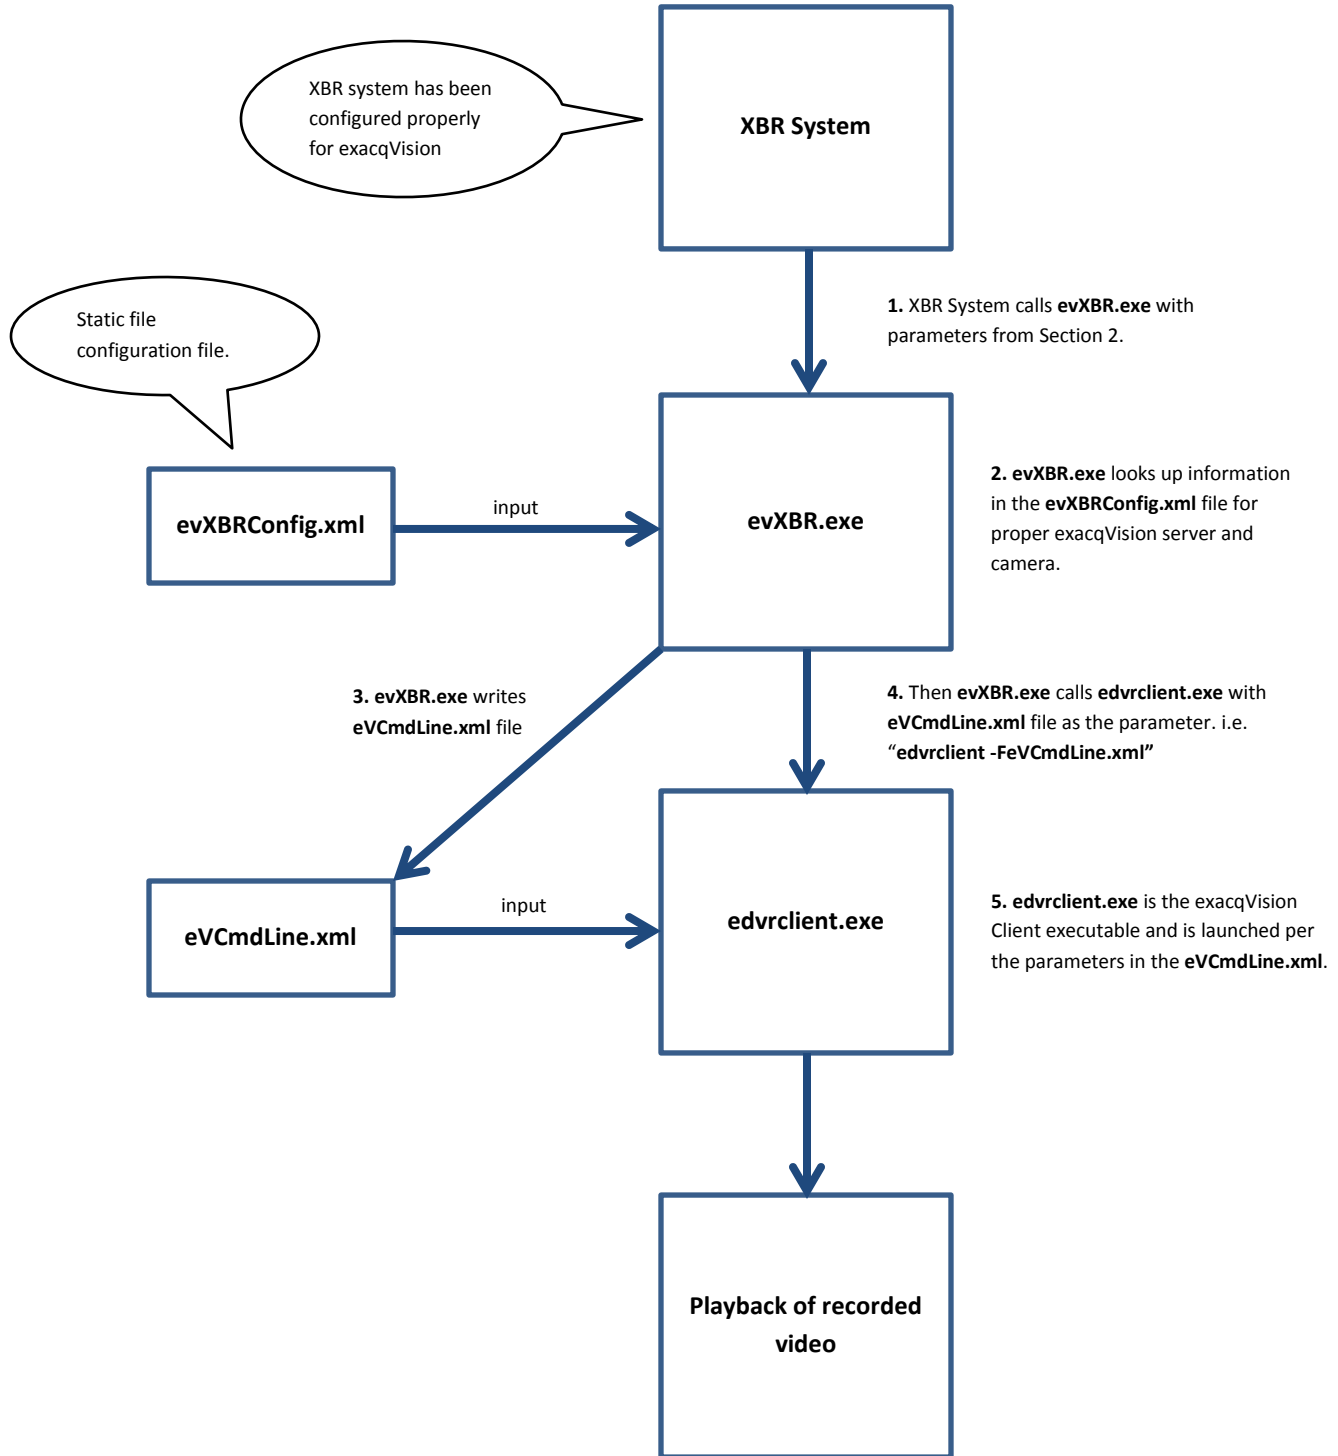 XBR system has been
configured properly
for exacqVision
XBR System
1. XBR System calls evXBR.exe with
parameters from Section 2.
Static file
configuration file.
evXBRConfig.xml
input
evXBR.exe
2. evXBR.exe looks up information
in the evXBRConfig.xml file for
proper exacqVision server and
camera.
3. evXBR.exe writes
eVCmdLine.xml file
4. Then evXBR.exe calls edvrclient.exe with
eVCmdLine.xml file as the parameter. i.e.
“edvrclient -FeVCmdLine.xml”
eVCmdLine.xml
input
edvrclient.exe
5. edvrclient.exe is the exacqVision
Client executable and is launched per
the parameters in the eVCmdLine.xml.
Playback of recorded
video